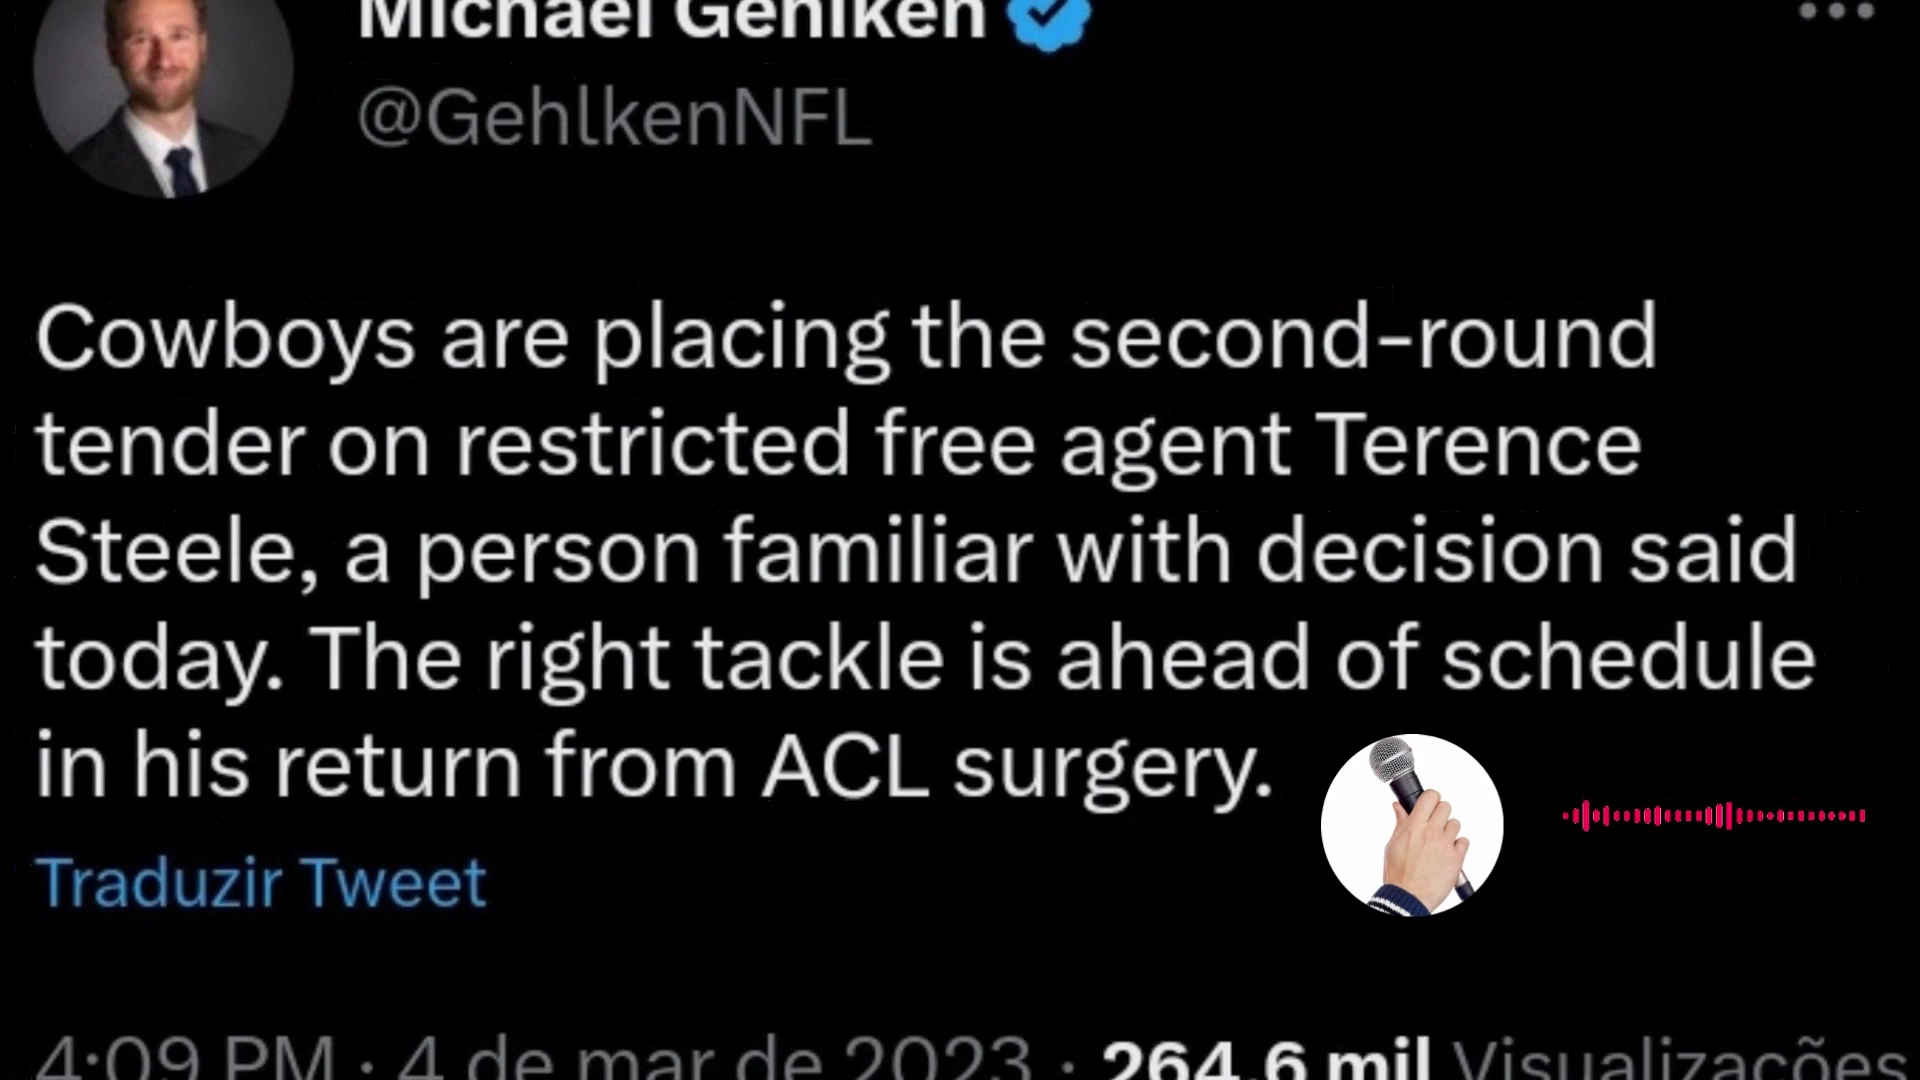 Michael Gehlken
@GehlkenNFL
Cowboys are placing the second-round
tender on restricted free agent Terence
Steele, a person familiar with decision said
today. The right tackle is ahead of schedule
in his return from ACL surgery.
Traduzir Tweet
4:09 PM · 4 de mar de 2023 · 264,6 mil Visualizações